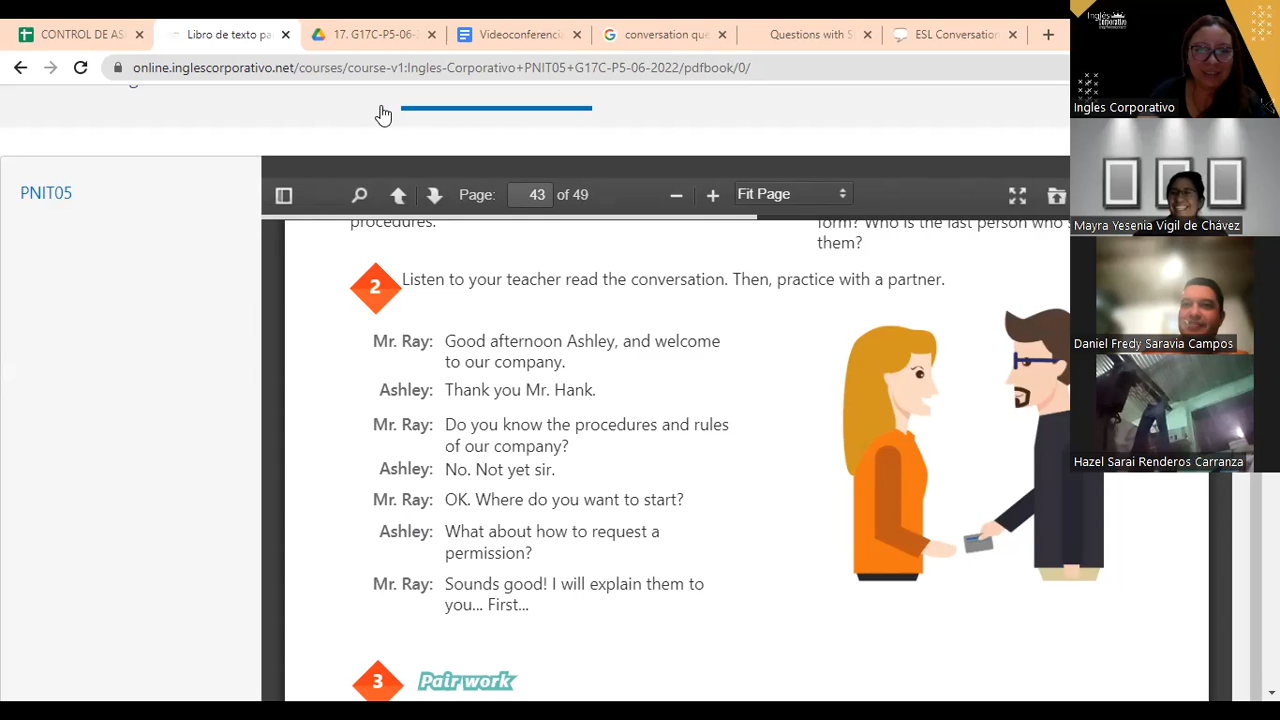 CONTROL DE AS
Libro de texto pa
17. G17C-P5-
Videoconferenc
conversation que
Questions with S
ESL Conversation
online.inglescorporativo.net/courses/course-v1:Ingles-Corporativo+PNIT05+G17C-P5-06-2022/pdfbook/0/
PNIT05
Page: 43 of 49
Fit Page
procedures.
form? Who is the last person who s
them?
2 Listen to your teacher read the conversation. Then, practice with a partner.
Mr. Ray: Good afternoon Ashley, and welcome
to our company.
Ashley: Thank you Mr. Hank.
Mr. Ray: Do you know the procedures and rules
of our company?
Ashley: No. Not yet sir.
Mr. Ray: OK. Where do you want to start?
Ashley: What about how to request a
permission?
Mr. Ray: Sounds good! I will explain them to
you... First...
3 Pair work
Inglés
Corporativo
Ingles Corporativo
Mayra Yesenia Vigil de Chávez
Daniel Fredy Saravia Campos
Hazel Sarai Renderos Carranza